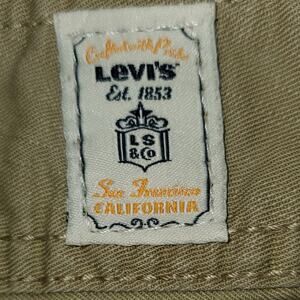 Crafted with Pride
Levi's
Est. 1853
LS
&Co
San Francisco
CALIFORNIA